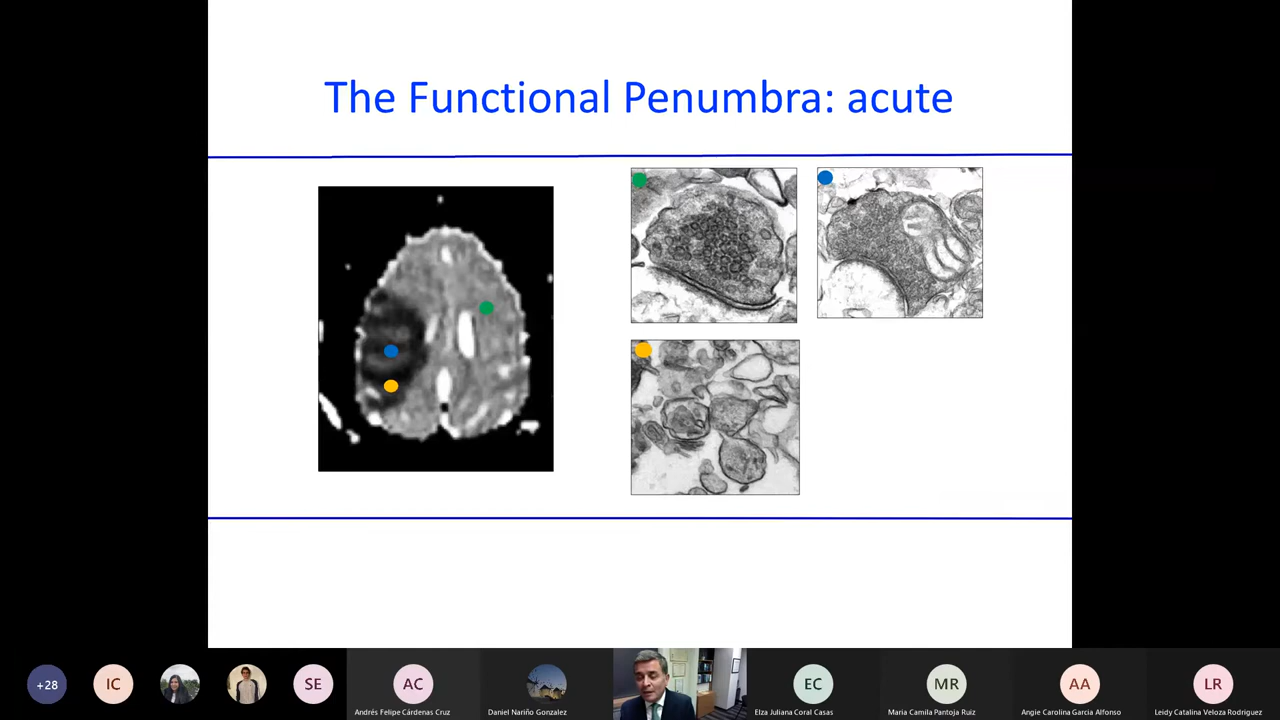 The Functional Penumbra: acute
+28
IC
SE
AC
Andrés Felipe Cárdenas Cruz
Daniel Nariño Gonzalez
EC
Elza Juliana Coral Casas
MR
Maria Camila Pantoja Ruiz
AA
Angie Carolina Garcia Alfonso
LR
Leidy Catalina Veloza Rodriguez